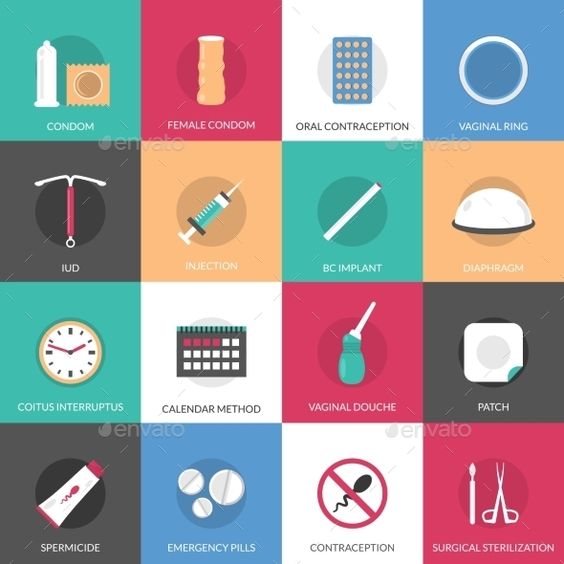 CONDOM
FEMALE CONDOM
ORAL CONTRACEPTION
VAGINAL RING
IUD
INJECTION
BC IMPLANT
DIAPHRAGM
COITUS INTERRUPTUS
CALENDAR METHOD
VAGINAL DOUCHE
PATCH
SPERMICIDE
EMERGENCY PILLS
CONTRACEPTION
SURGICAL STERILIZATION
envato
envato
envato
envato